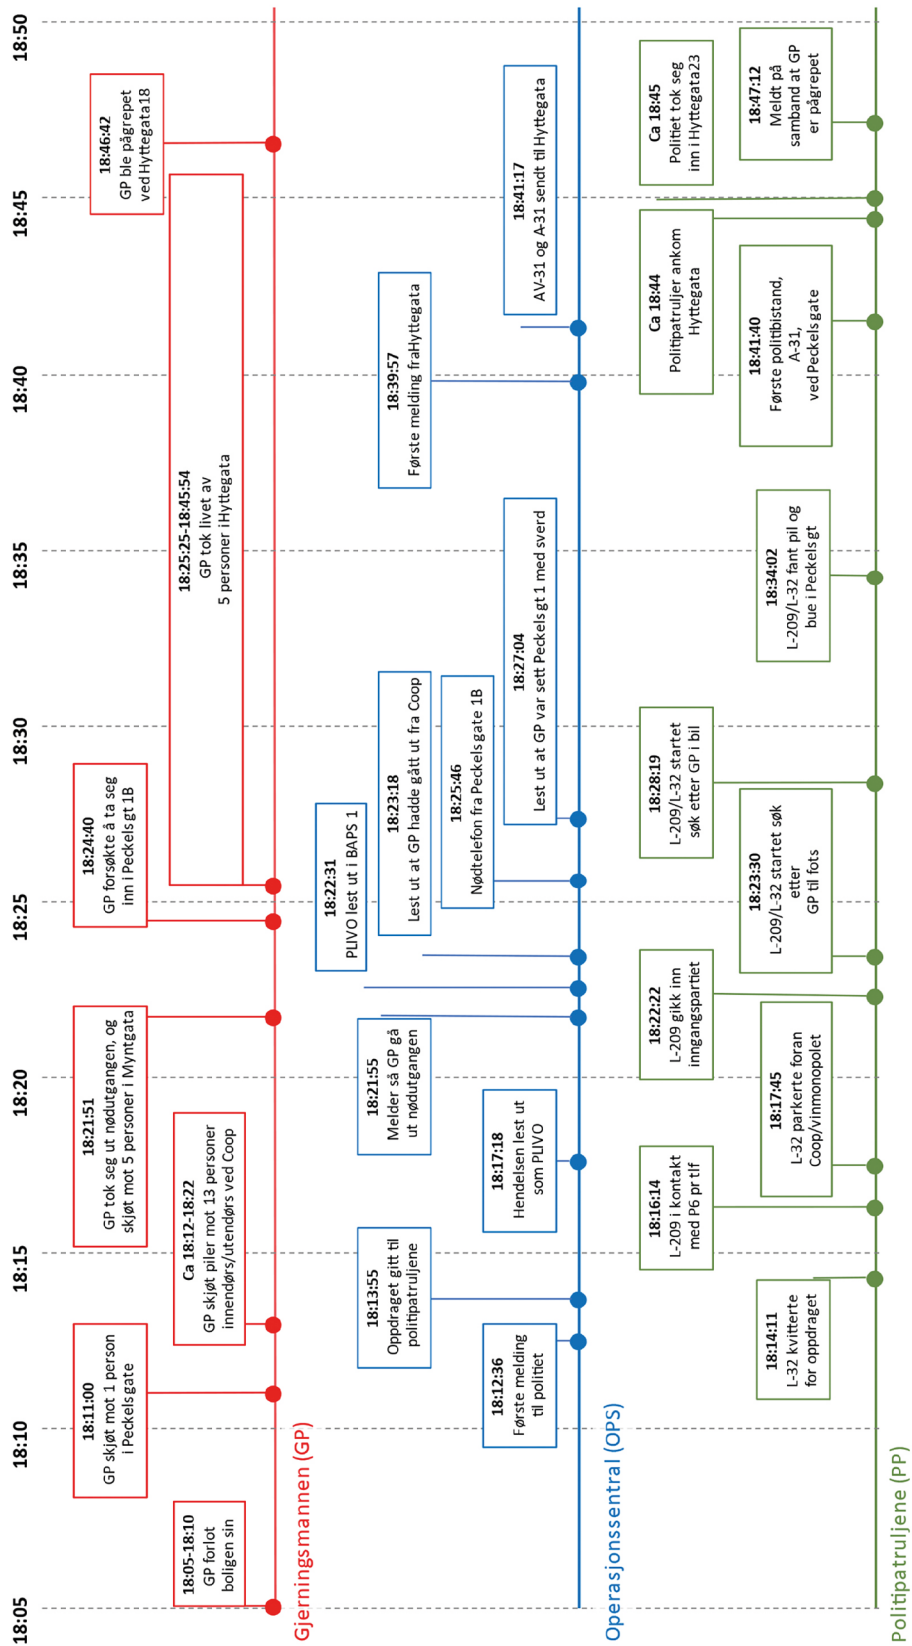 18:05
18:10
18:15
18:20
18:25
18:30
18:35
18:40
18:45
18:50
18:05-18:10
GP forlot
boligen sin
18:11:00
GP skjøt mot 1 person
i Peckelsgate
Ca 18:12-18:22
GP skjøt piler mot 13 personer
innendørs/utendørs ved Coop
18:21:51
GP tok seg ut nødutgangen, og
skjøt mot 5 personer i Myntgata
18:24:40
GP forsøkte å ta seg
inn i Peckelsgt 1B
18:25:25-18:45:54
GP tok livet av
5 personer i Hyttegata
18:46:42
GP ble pågrepet
ved Hyttegata18
Gjerningsmannen (GP)
18:12:36
Første melding
til politiet
18:13:55
Oppdraget gitt til
politipatruljene
18:17:18
Hendelsen lest ut
som PLIVO
18:21:55
Melder så GP gå
ut nødutgangen
18:22:31
PLIVO lest ut i BAPS 1
18:23:18
Lest ut at GP hadde gått ut fra Coop
18:25:46
Nødtelefon fra Peckelsgate 1B
18:27:04
Lest ut at GP var sett Peckelsgt 1 med sverd
18:39:57
Første melding fraHyttegata
18:41:17
AV-31 og A-31 sendt til Hyttegata
Operasjonssentral (OPS)
18:14:11
L-32 kvitterte
for oppdraget
18:16:14
L-209 i kontakt
med P6 pr tlf
18:17:45
L-32 parkerte foran
Coop/vinmonopolet
18:22:22
L-209 gikk inn
inngangspartiet
18:23:30
L-209/L-32 startet søk
etter
GP til fots
18:28:19
L-209/L-32 startet
søk etter GP i bil
18:34:02
L-209/L-32 fant pil og
bue i Peckelsgt
18:41:40
Første politibistand,
A-31,
ved Peckelsgate
Ca 18:44
Politipatruljer ankom
Hyttegata
Ca 18:45
Politiet tok seg
inn i Hyttegata23
18:47:12
Meldt på
samband at GP
er pågrepet
Politipatruljene (PP)